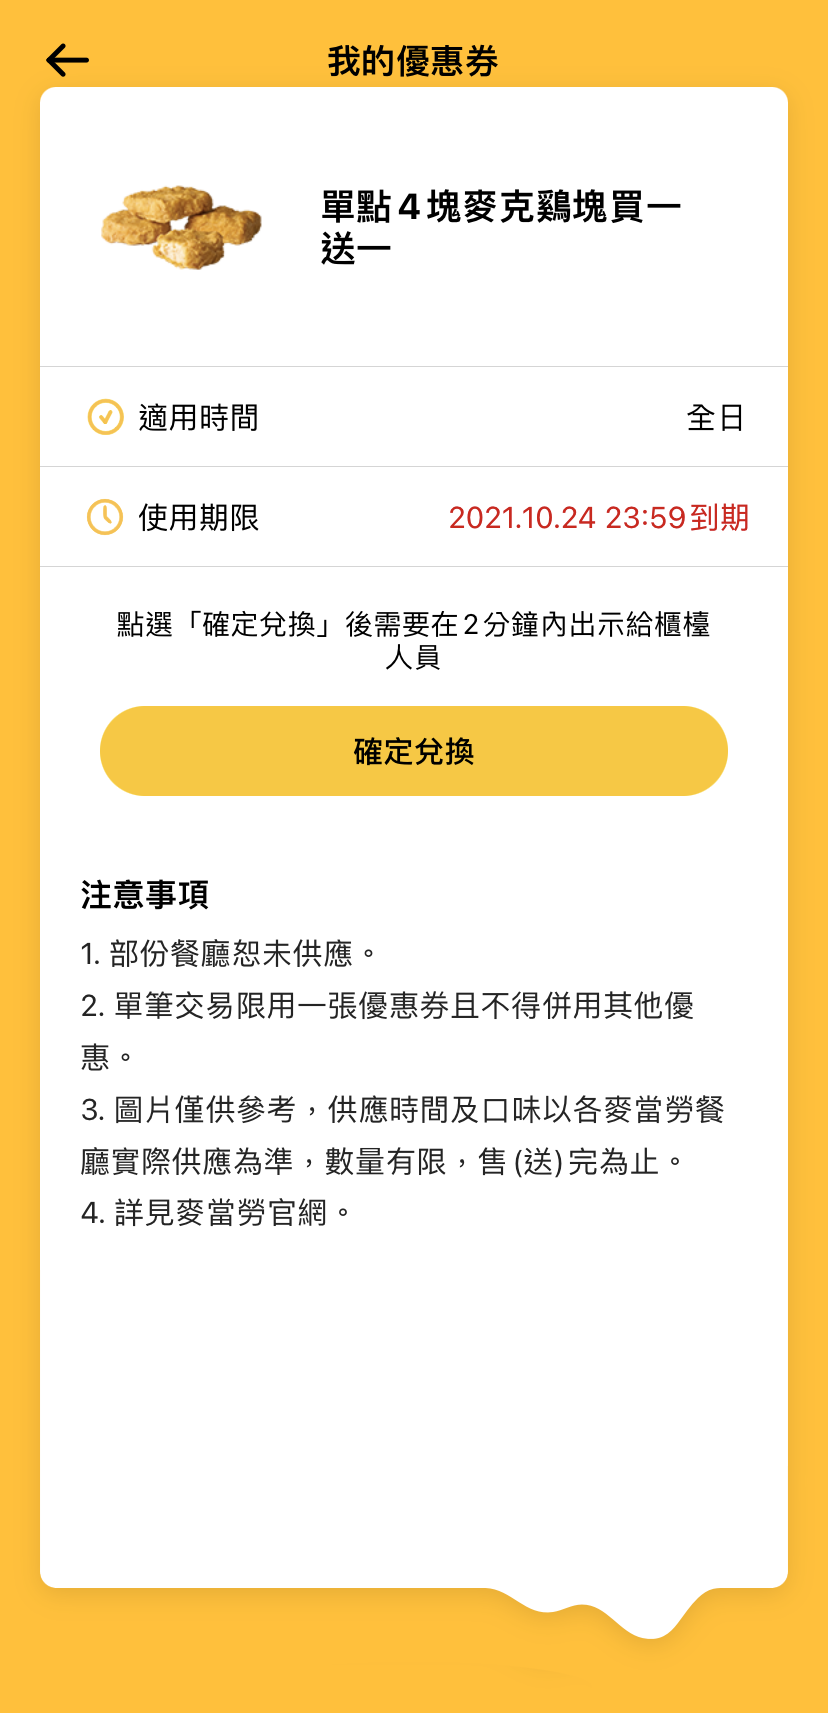 我的優惠券
單點4塊麥克鷄塊買一
送一
適用時間
全日
使用期限
2021.10.24 23:59到期
點選「確定兌換」後需要在2分鐘內出示給櫃檯
人員
確定兌換
注意事項
1. 部份餐廳恕未供應。
2. 單筆交易限用一張優惠券且不得併用其他優
惠。
3. 圖片僅供參考，供應時間及口味以各麥當勞餐
廳實際供應為準，數量有限，售(送)完為止。
4. 詳見麥當勞官網。